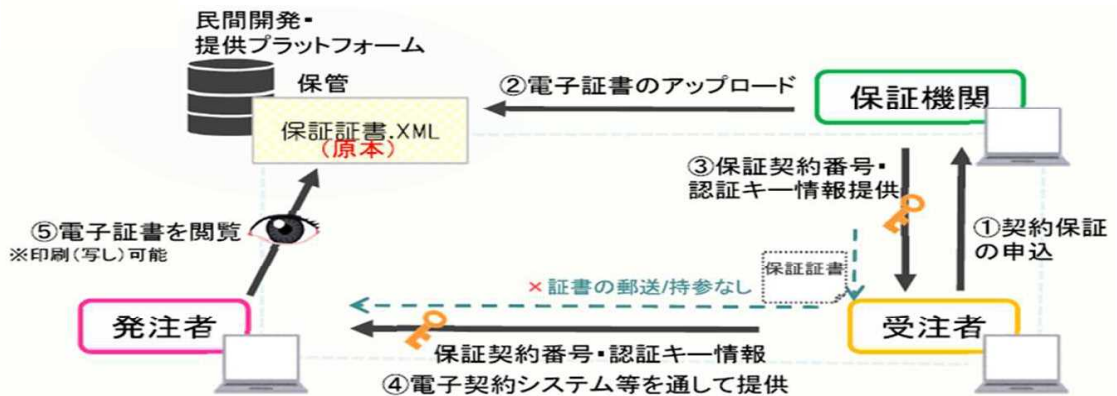 民間開発・
提供プラットフォーム
保管
保証証書.XML
(原本)
②電子証書のアップロード
保証機関
③保証契約番号・
認証キー情報提供
①契約保証
の申込
⑤電子証書を閲覧
※印刷(写し)可能
保証証書
×証書の郵送/持参なし
発注者
受注者
保証契約番号・認証キー情報
④電子契約システム等を通して提供